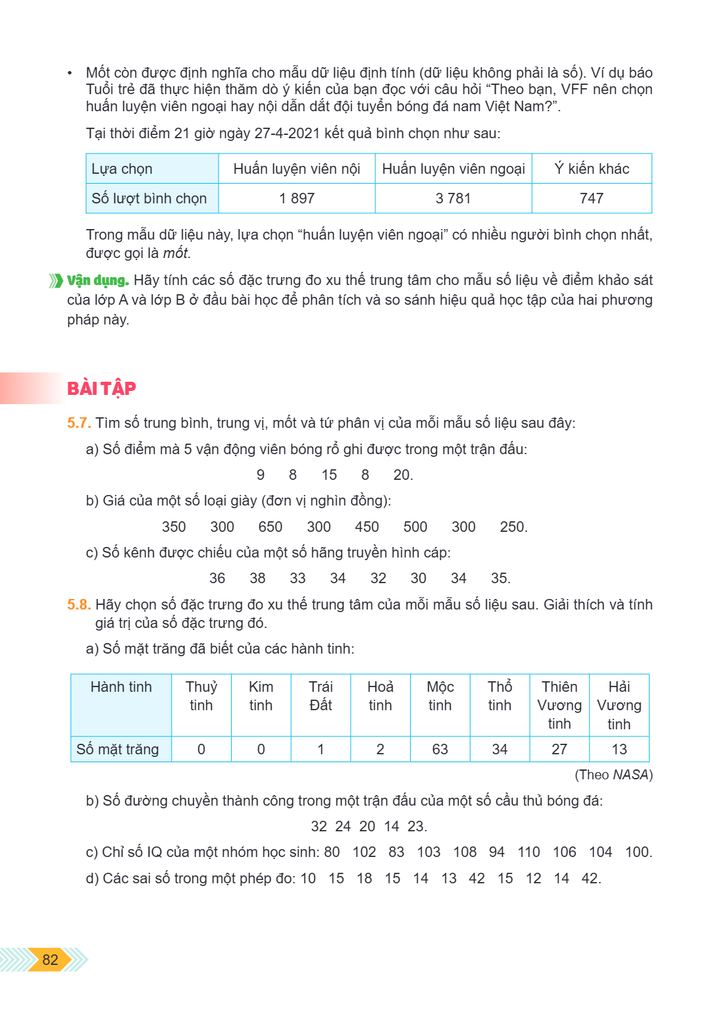 • Mốt còn được định nghĩa cho mẫu dữ liệu định tính (dữ liệu không phải là số). Ví dụ báo
Tuổi trẻ đã thực hiện thăm dò ý kiến của bạn đọc với câu hỏi “Theo bạn, VFF nên chọn
huấn luyện viên ngoại hay nội dẫn dắt đội tuyển bóng đá nam Việt Nam?”.
Tại thời điểm 21 giờ ngày 27-4-2021 kết quả bình chọn như sau:
Lựa chọn Huấn luyện viên nội Huấn luyện viên ngoại Ý kiến khác
Số lượt bình chọn 1 897 3 781 747
Trong mẫu dữ liệu này, lựa chọn “huấn luyện viên ngoại” có nhiều người bình chọn nhất,
được gọi là mốt.
Vận dụng. Hãy tính các số đặc trưng đo xu thế trung tâm cho mẫu số liệu về điểm khảo sát
của lớp A và lớp B ở đầu bài học để phân tích và so sánh hiệu quả học tập của hai phương
pháp này.
BÀI TẬP
5.7. Tìm số trung bình, trung vị, mốt và tứ phân vị của mỗi mẫu số liệu sau đây:
a) Số điểm mà 5 vận động viên bóng rổ ghi được trong một trận đấu:
9 8 15 8 20.
b) Giá của một số loại giày (đơn vị nghìn đồng):
350 300 650 300 450 500 300 250.
c) Số kênh được chiếu của một số hãng truyền hình cáp:
36 38 33 34 32 30 34 35.
5.8. Hãy chọn số đặc trưng đo xu thế trung tâm của mỗi mẫu số liệu sau. Giải thích và tính
giá trị của số đặc trưng đó.
a) Số mặt trăng đã biết của các hành tinh:
Hành tinh Thuỷ Kim Trái Hoả Mộc Thổ Thiên Hải
tinh tinh Đất tinh tinh tinh Vương Vương
tinh tinh
Số mặt trăng 0 0 1 2 63 34 27 13
(Theo NASA)
b) Số đường chuyền thành công trong một trận đấu của một số cầu thủ bóng đá:
32 24 20 14 23.
c) Chỉ số IQ của một nhóm học sinh: 80 102 83 103 108 94 110 106 104 100.
d) Các sai số trong một phép đo: 10 15 18 15 14 13 42 15 12 14 42.
82